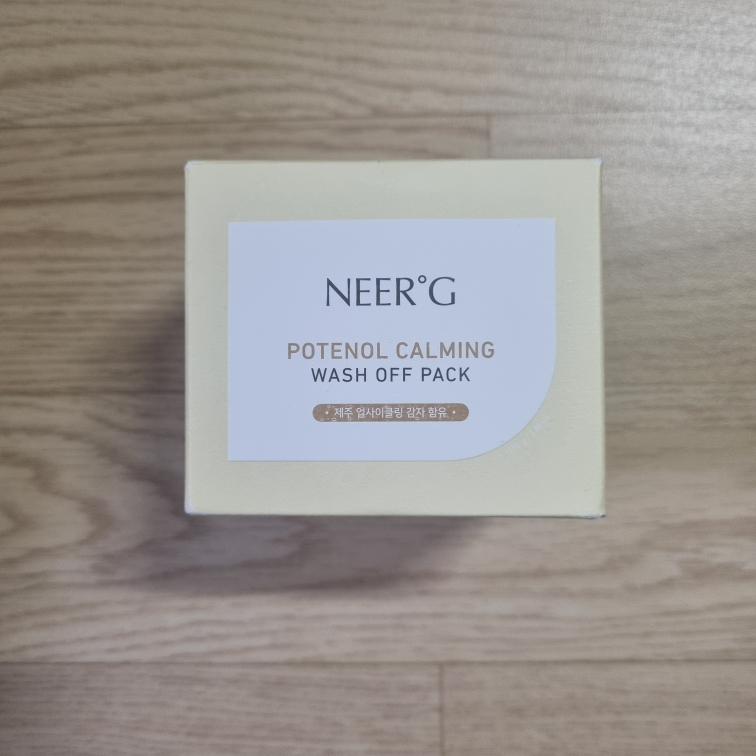 NEER°G
POTENOL CALMING
WASH OFF PACK
• 제주 업사이클링 감자 함유 •